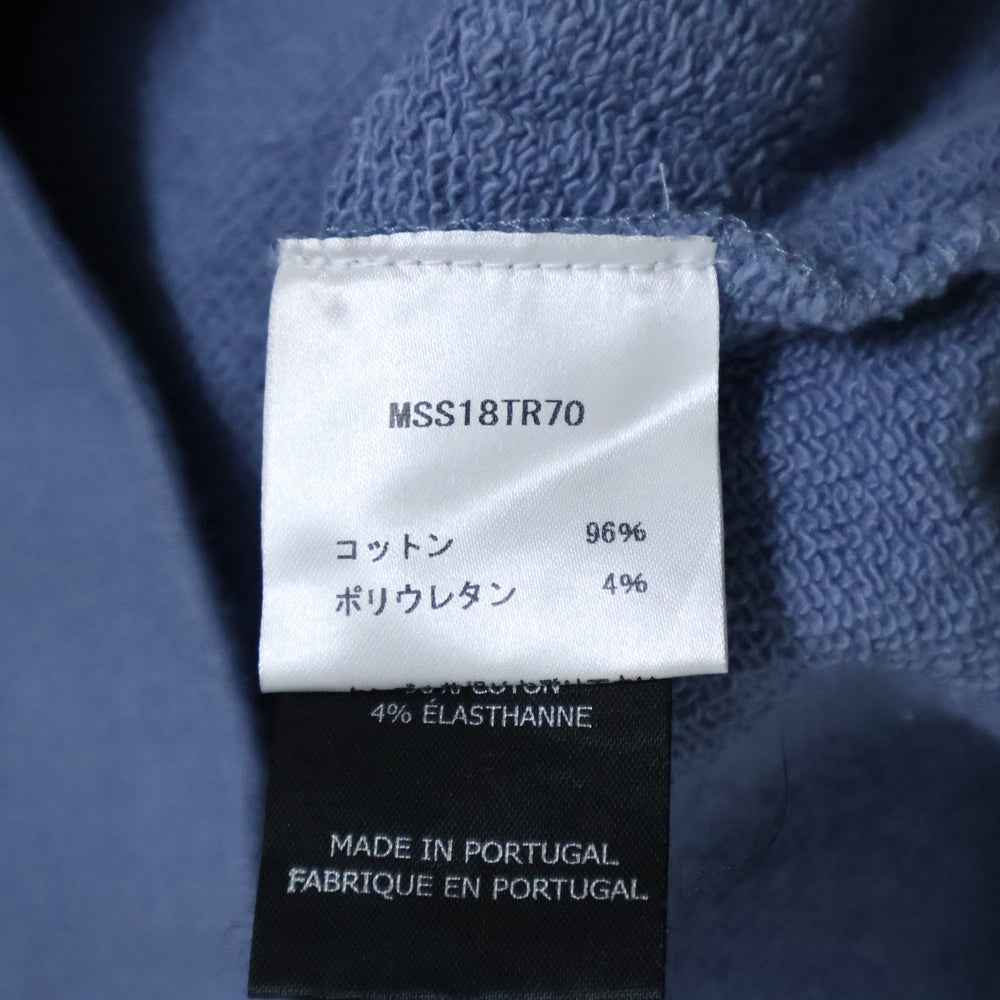 MSS18TR70
コットン 96%
ポリウレタン 4%
COTON
4% ÉLASTHANNE
MADE IN PORTUGAL
FABRIQUE EN PORTUGAL